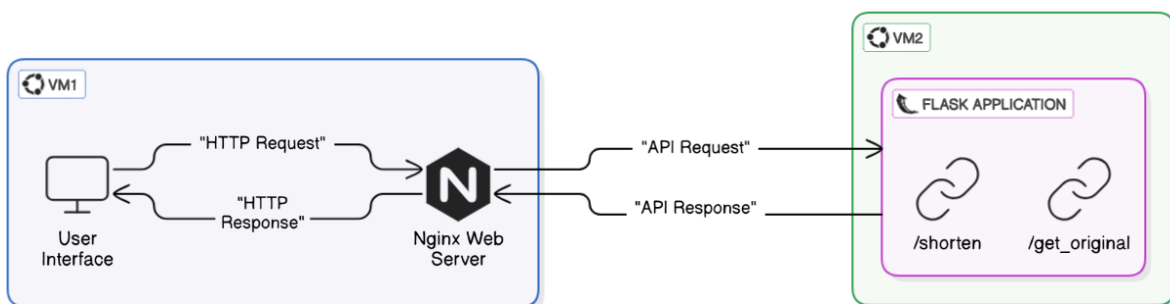 VM1
VM2
FLASK APPLICATION
"HTTP Request"
"API Request"
N
"HTTP
Response"
"API Response"
User
Interface
Nginx Web
Server
/shorten
/get_original